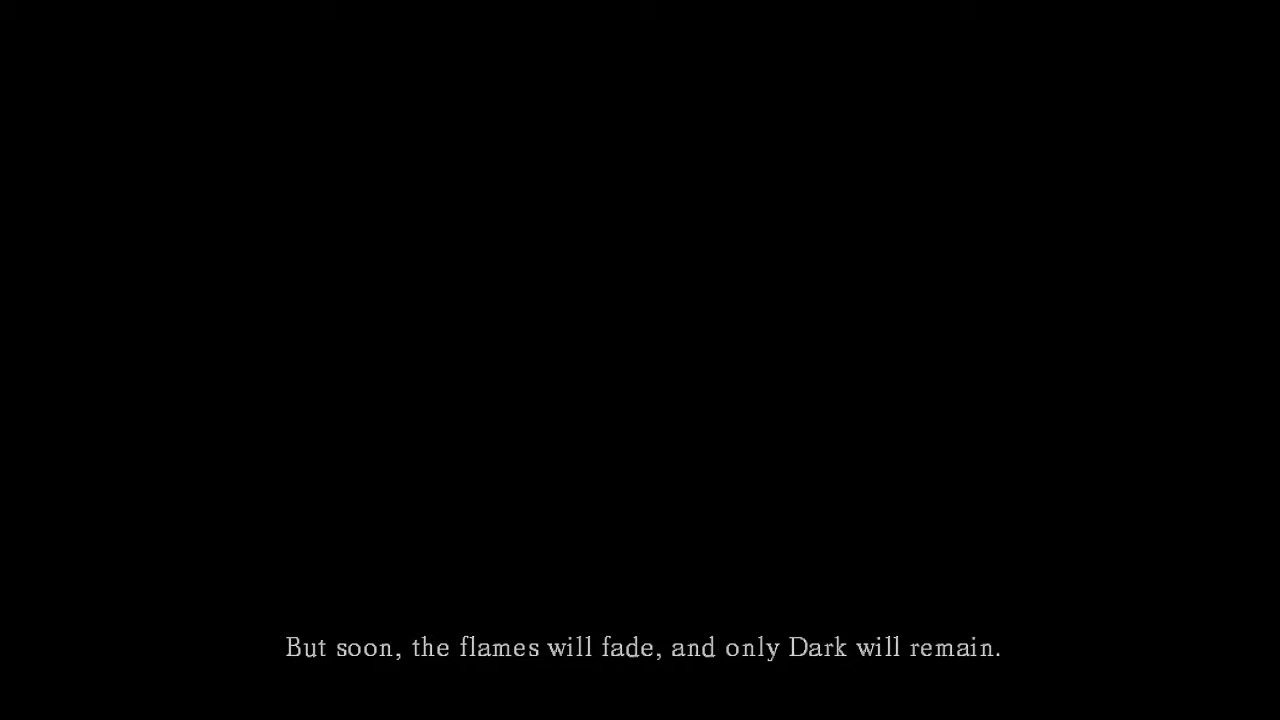 But soon, the flames will fade, and only Dark will remain.